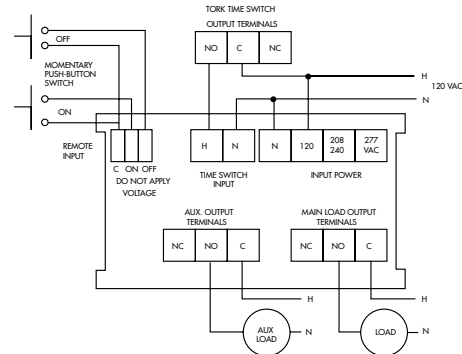 TORK TIME SWITCH
OUTPUT TERMINALS
NO C NC
OFF
MOMENTARY
PUSH-BUTTON
SWITCH
ON
H
120 VAC
N
REMOTE
INPUT
C ON OFF
DO NOT APPLY
VOLTAGE
H N
TIME SWITCH
INPUT
N 120 208
240 277
VAC
INPUT POWER
AUX. OUTPUT
TERMINALS
NC NO C
MAIN LOAD OUTPUT
TERMINALS
NC NO C
H
H
AUX
LOAD
N
LOAD
N